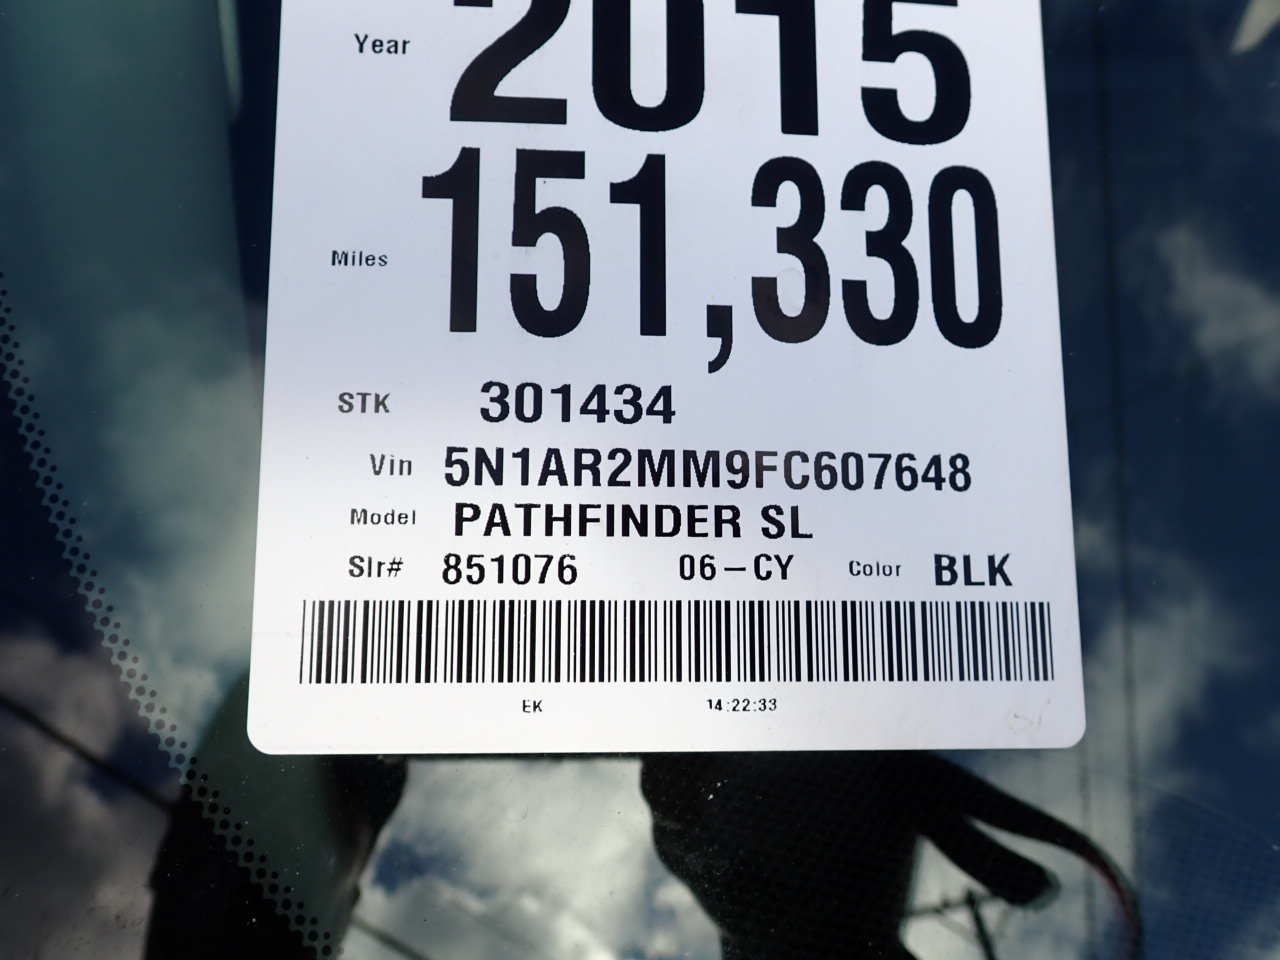 Year 2015
Miles 151,330
STK 301434
Vin 5N1AR2MM9FC607648
Model PATHFINDER SL
Slr# 851076 06-CY Color BLK
EK 14:22:33